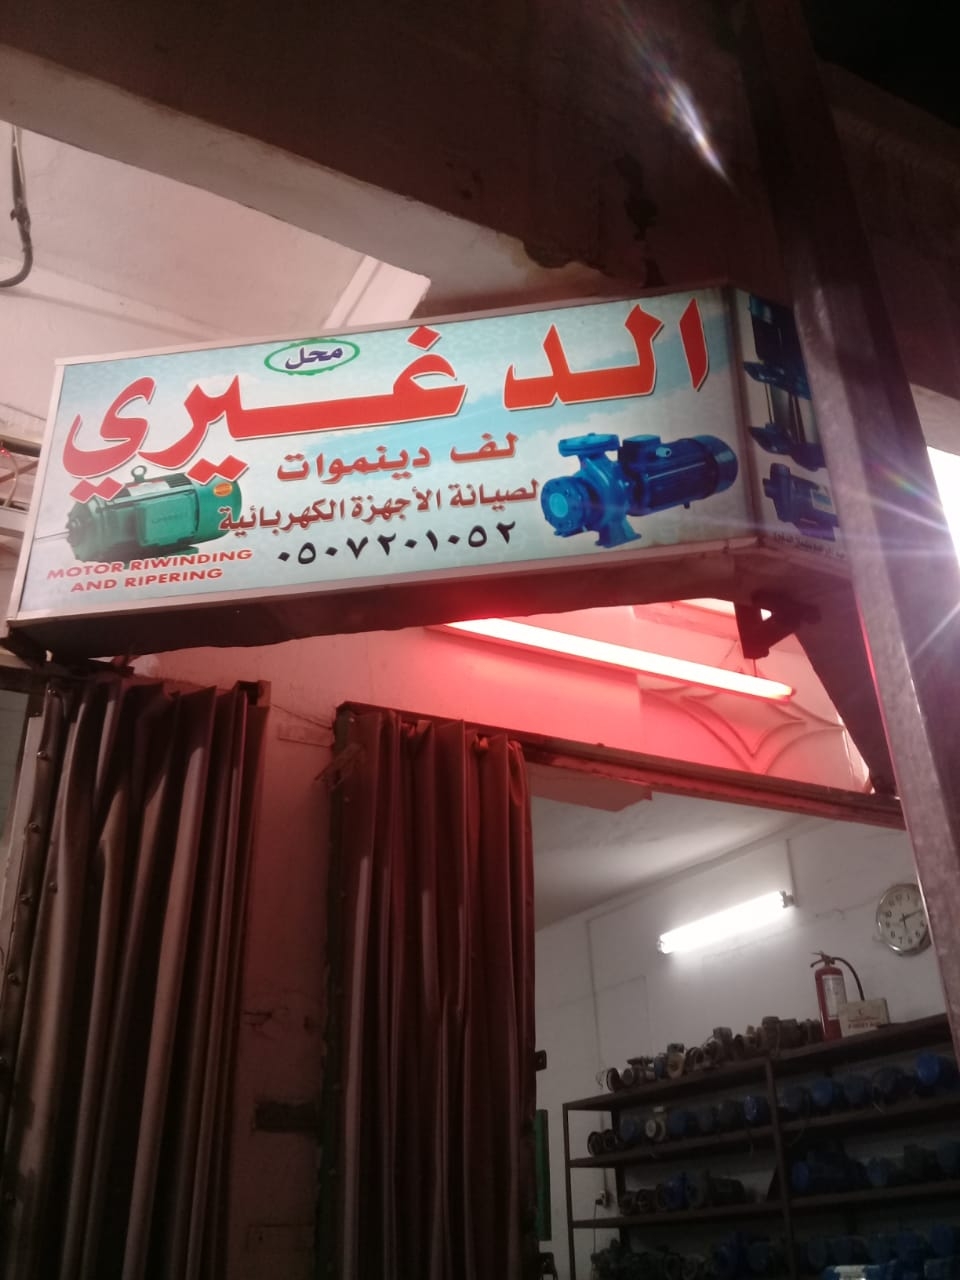 محل
الدغيري
لف دينموات
لصيانة الأجهزة الكهربائية
٠٥٠٧٢٠١٠٥٢
MOTOR RIWINDING
AND RIPERING